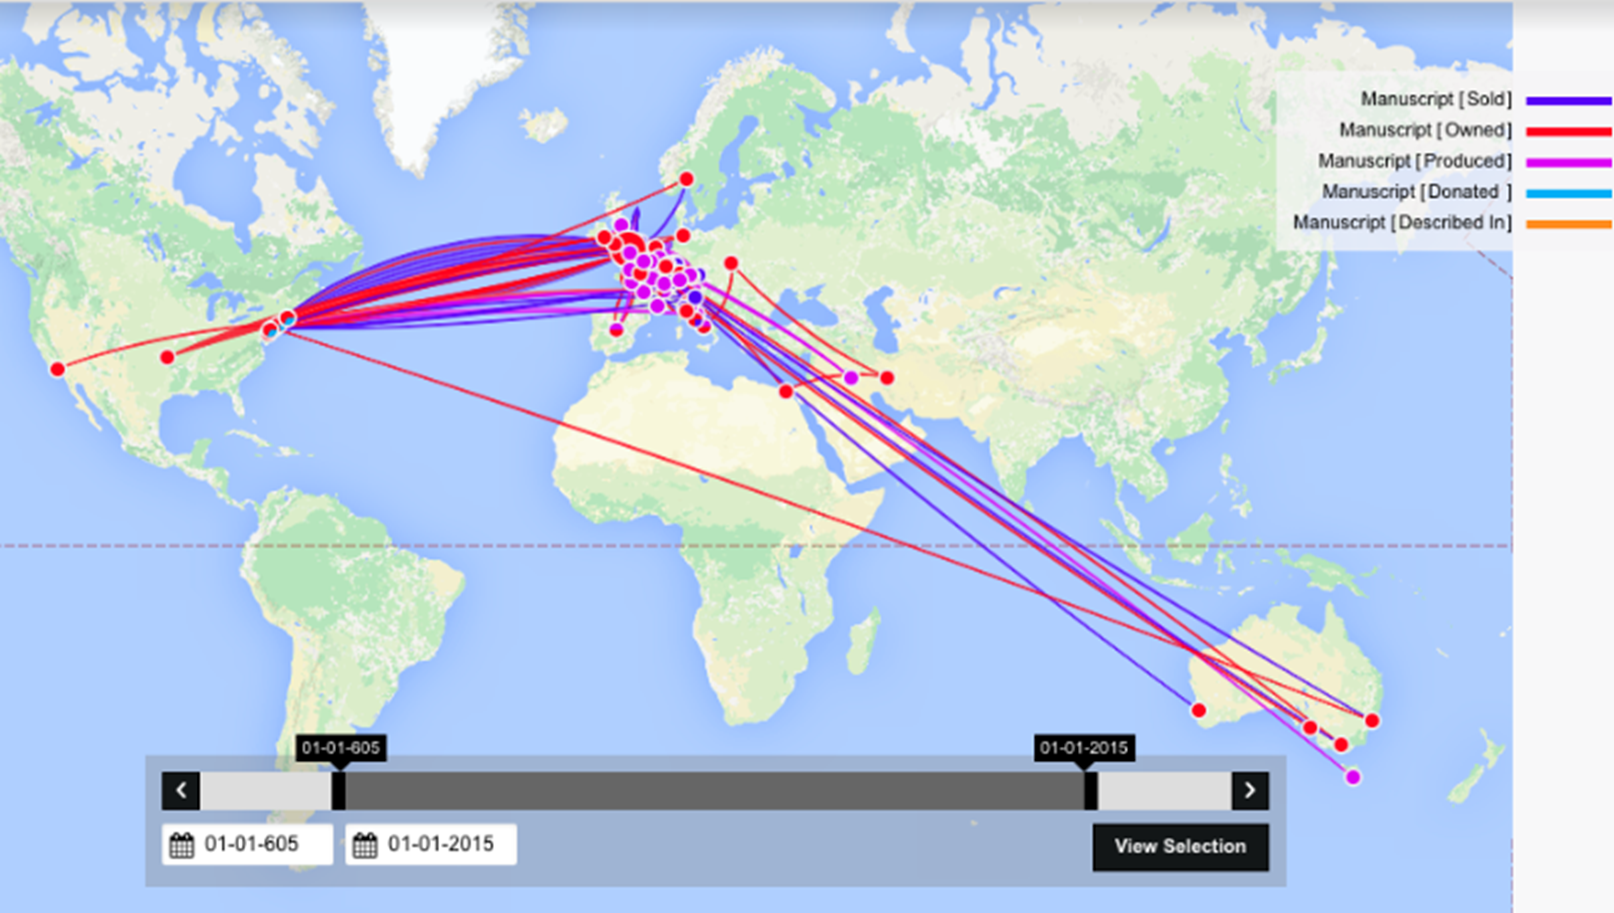 Manuscript [Sold]
Manuscript [Owned]
Manuscript [Produced]
Manuscript [Donated ]
Manuscript [Described In]
01-01-605
01-01-2015
01-01-605
01-01-2015
View Selection